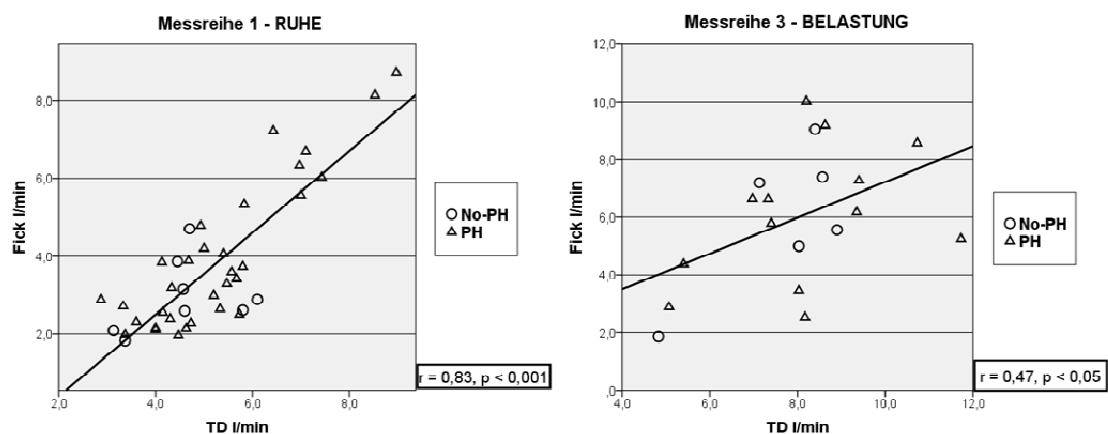 Messreihe 1 - RUHE
Fick l/min
8,0
6,0
4,0
2,0
2,0 4,0 6,0 8,0
TD l/min
No-PH
PH
r = 0,83, p < 0,001
Messreihe 3 - BELASTUNG
Fick l/min
12,0
10,0
8,0
6,0
4,0
2,0
,0
4,0 6,0 8,0 10,0 12,0
TD l/min
No-PH
PH
r = 0,47, p < 0,05